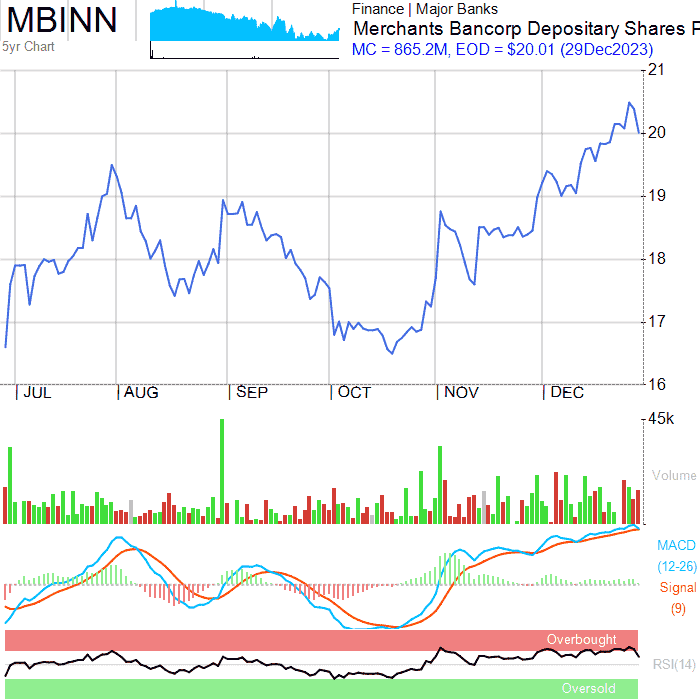 MBINN
5yr Chart
Finance | Major Banks
Merchants Bancorp Depositary Shares
MC = 865.2M, EOD = $20.01 (29Dec2023)
21
20
19
18
17
16
JUL AUG SEP OCT NOV DEC
45k
Volume
MACD
(12-26)
Signal
(9)
Overbought
RSI(14)
Oversold